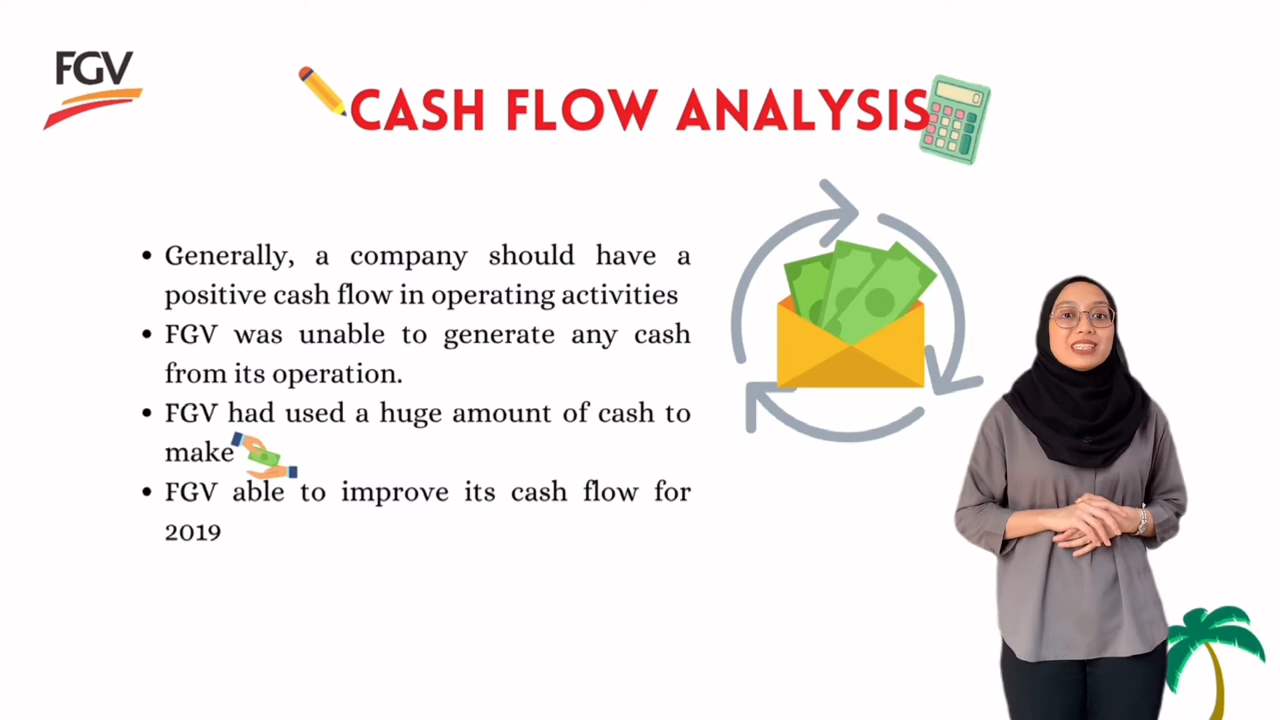 FGV
CASH FLOW ANALYSIS
0
• Generally, a company should have a
positive cash flow in operating activities
• FGV was unable to generate any cash
from its operation.
• FGV had used a huge amount of cash to
make
• FGV able to improve its cash flow for
2019